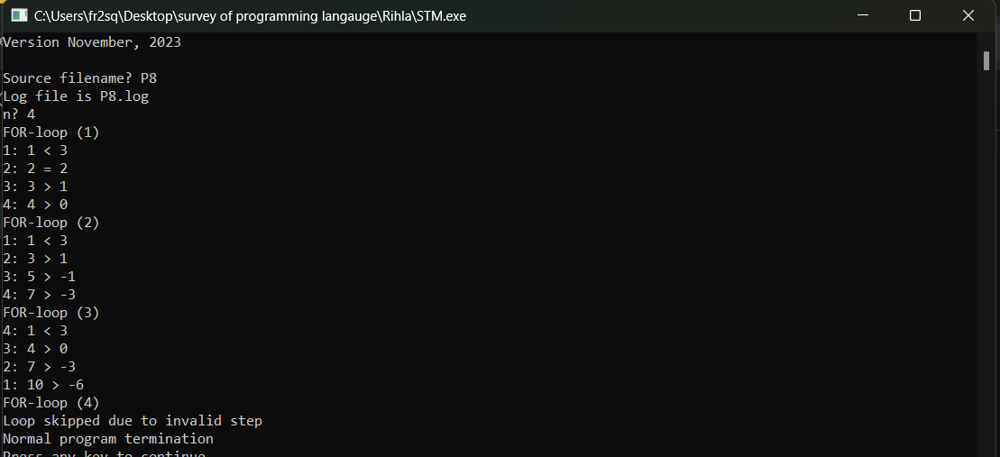 C:\Users\fr2sq\Desktop\survey of programming langauge\Rihla\STM.exe
Version November, 2023
Source filename? P8
Log file is P8.log
n? 4
FOR-loop (1)
1: 1 < 3
2: 2 = 2
3: 3 > 1
4: 4 > 0
FOR-loop (2)
1: 1 < 3
2: 3 > 1
3: 5 > -1
4: 7 > -3
FOR-loop (3)
4: 1 < 3
3: 4 > 0
2: 7 > -3
1: 10 > -6
FOR-loop (4)
Loop skipped due to invalid step
Normal program termination
Press any key to continue